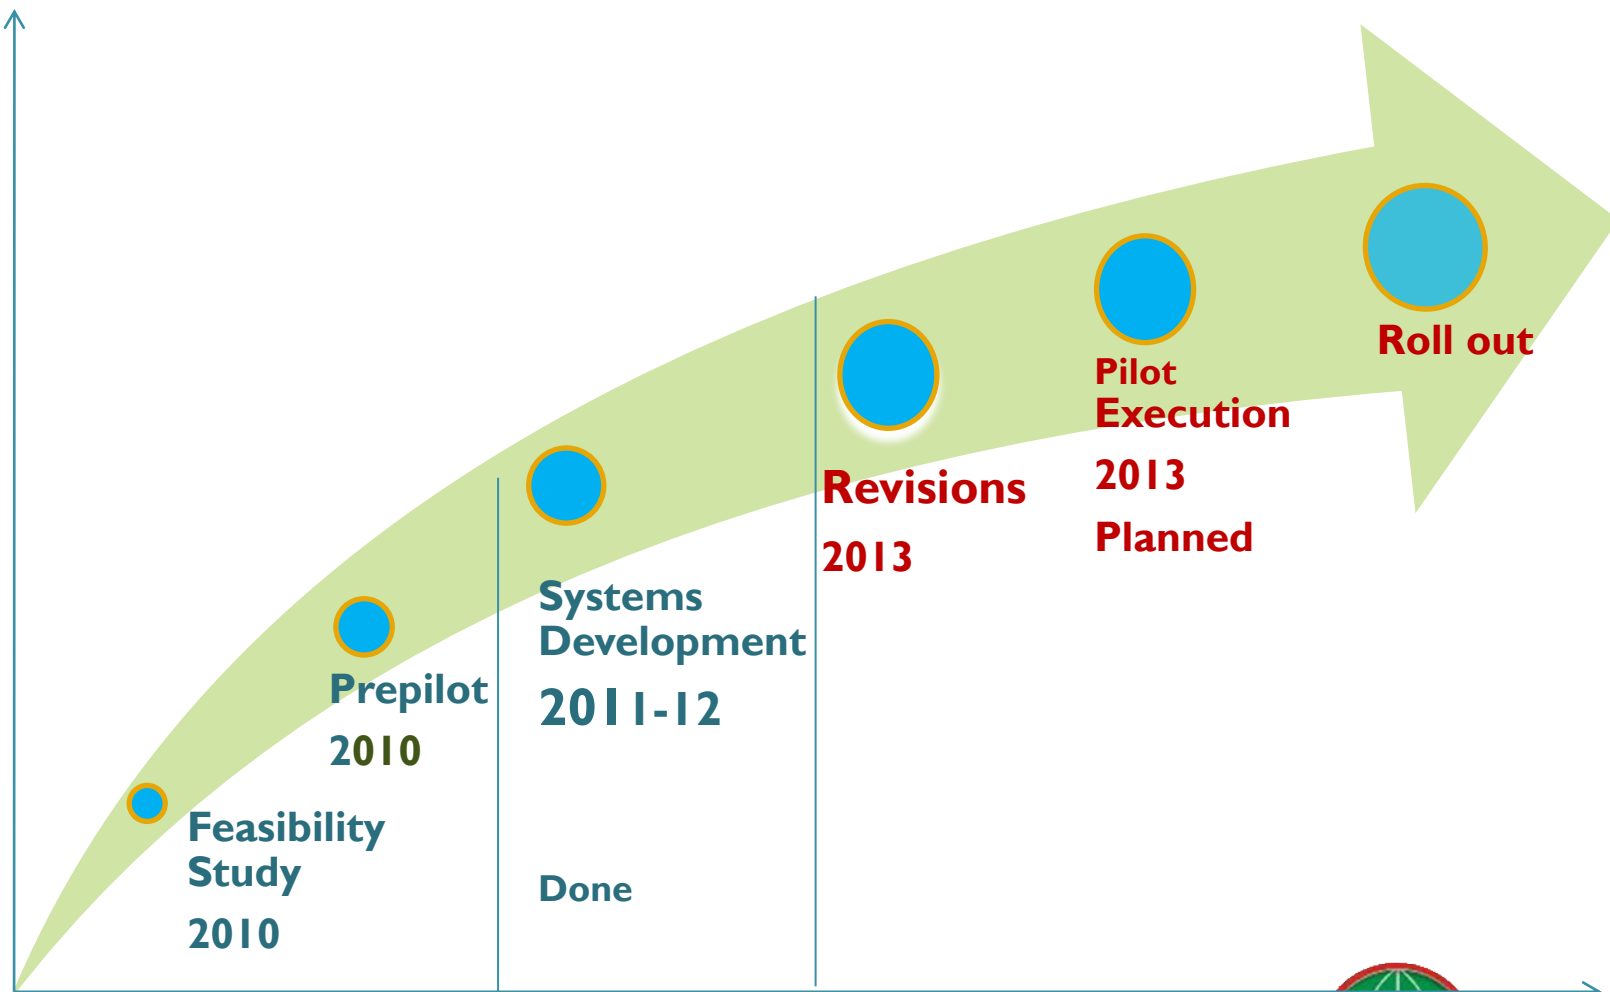 Feasibility
Study
2010
Prepilot
2010
Systems
Development
2011-12
Done
Revisions
2013
Pilot
Execution
2013
Planned
Roll out